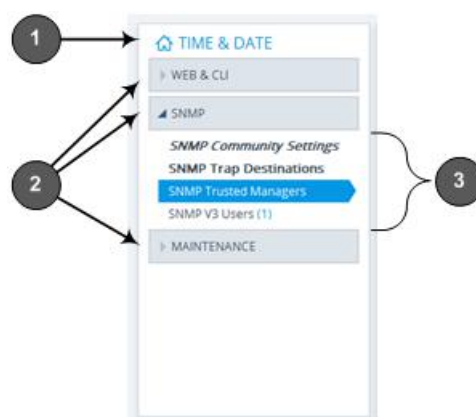 1
TIME & DATE
WEB & CLI
2
SNMP
SNMP Community Settings
SNMP Trap Destinations
SNMP Trusted Managers
SNMP V3 Users (1)
3
MAINTENANCE